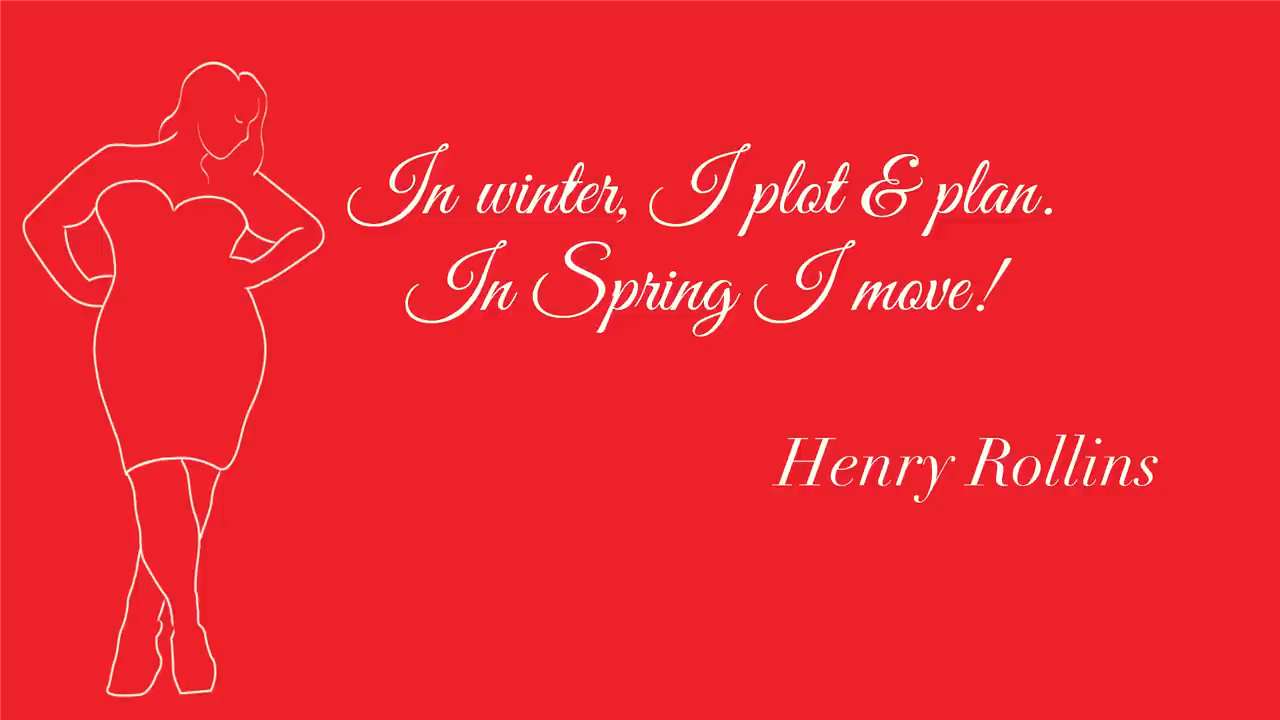 In winter, I plot & plan.
In Spring I move!
Henry Rollins